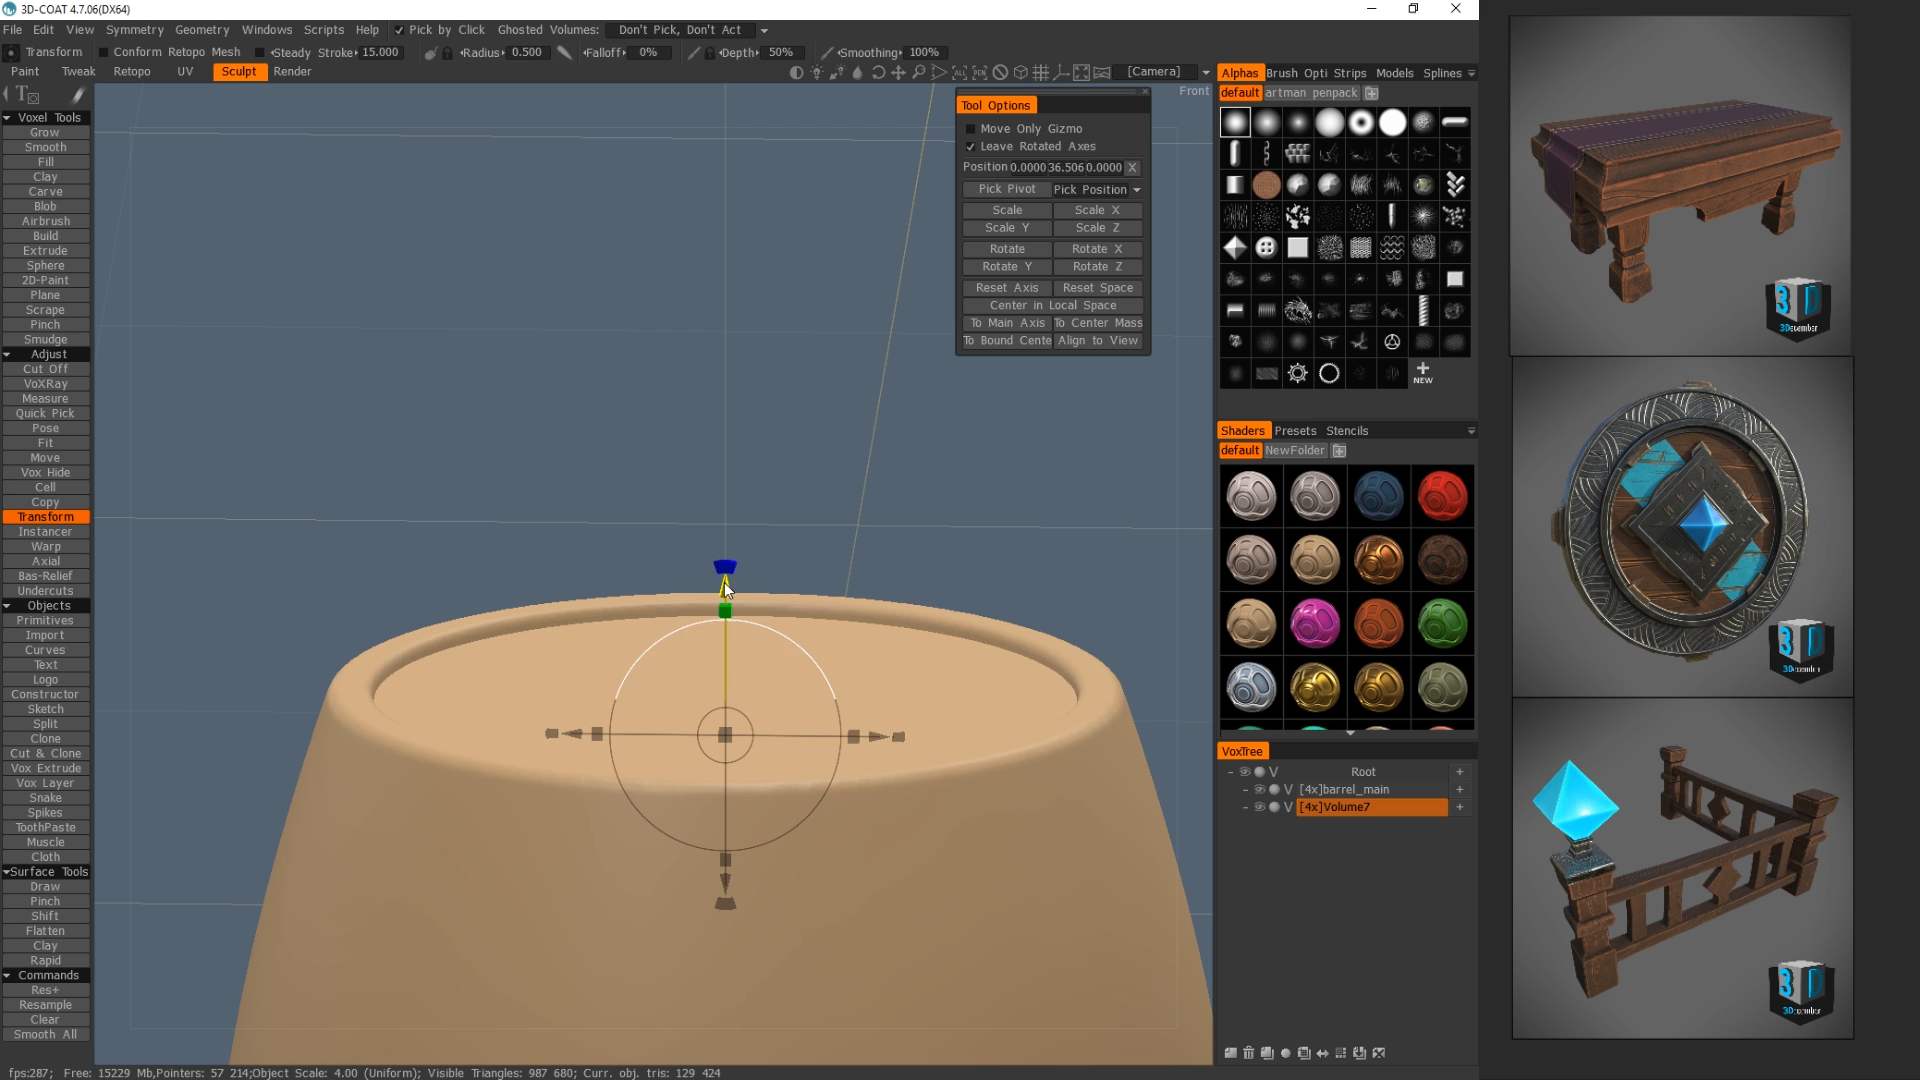 3D-COAT 4.7.06(DX64)
File Edit View Symmetry Geometry Windows Scripts Help Pick by Click Ghosted Volumes: Don't Pick, Don't Act
Transform Conform Retopo Mesh Steady Stroke 15.000 Radius 0.500 Falloff 0% Depth 50% Smoothing 100%
Paint Tweak Retopo UV Sculpt Render [Camera]
Front
Voxel Tools
Grow
Smooth
Fill
Clay
Carve
Blob
Airbrush
Build
Extrude
Sphere
2D-Paint
Plane
Scrape
Pinch
Smudge
Adjust
Cut Off
VoXRay
Measure
Quick Pick
Pose
Fit
Move
Vox Hide
Cell
Copy
Transform
Instancer
Warp
Axial
Bas-Relief
Undercuts
Objects
Primitives
Import
Curves
Text
Logo
Constructor
Sketch
Split
Clone
Cut & Clone
Vox Extrude
Vox Layer
Snake
Spikes
ToothPaste
Muscle
Cloth
Surface Tools
Draw
Pinch
Shift
Flatten
Clay
Rapid
Commands
Res+
Resample
Clear
Smooth All
Tool Options
Move Only Gizmo
Leave Rotated Axes
Position 0.0000 36.506 0.0000 X
Pick Pivot Pick Position
Scale Scale X
Scale Y Scale Z
Rotate Rotate X
Rotate Y Rotate Z
Reset Axis Reset Space
Center in Local Space
To Main Axis To Center Mass
To Bound Cente Align to View
Alphas Brush Opti Strips Models Splines
default artman penpack
NEW
Shaders Presets Stencils
default NewFolder
VoxTree
V Root +
V [4x]barrel_main +
V [4x]Volume7 +
3D
3December
3D
3December
3D
3December
fps:287; Free: 15229 Mb,Pointers: 57 214;Object Scale: 4.00 (Uniform); Visible Triangles: 987 680; Curr. obj. tris: 129 424